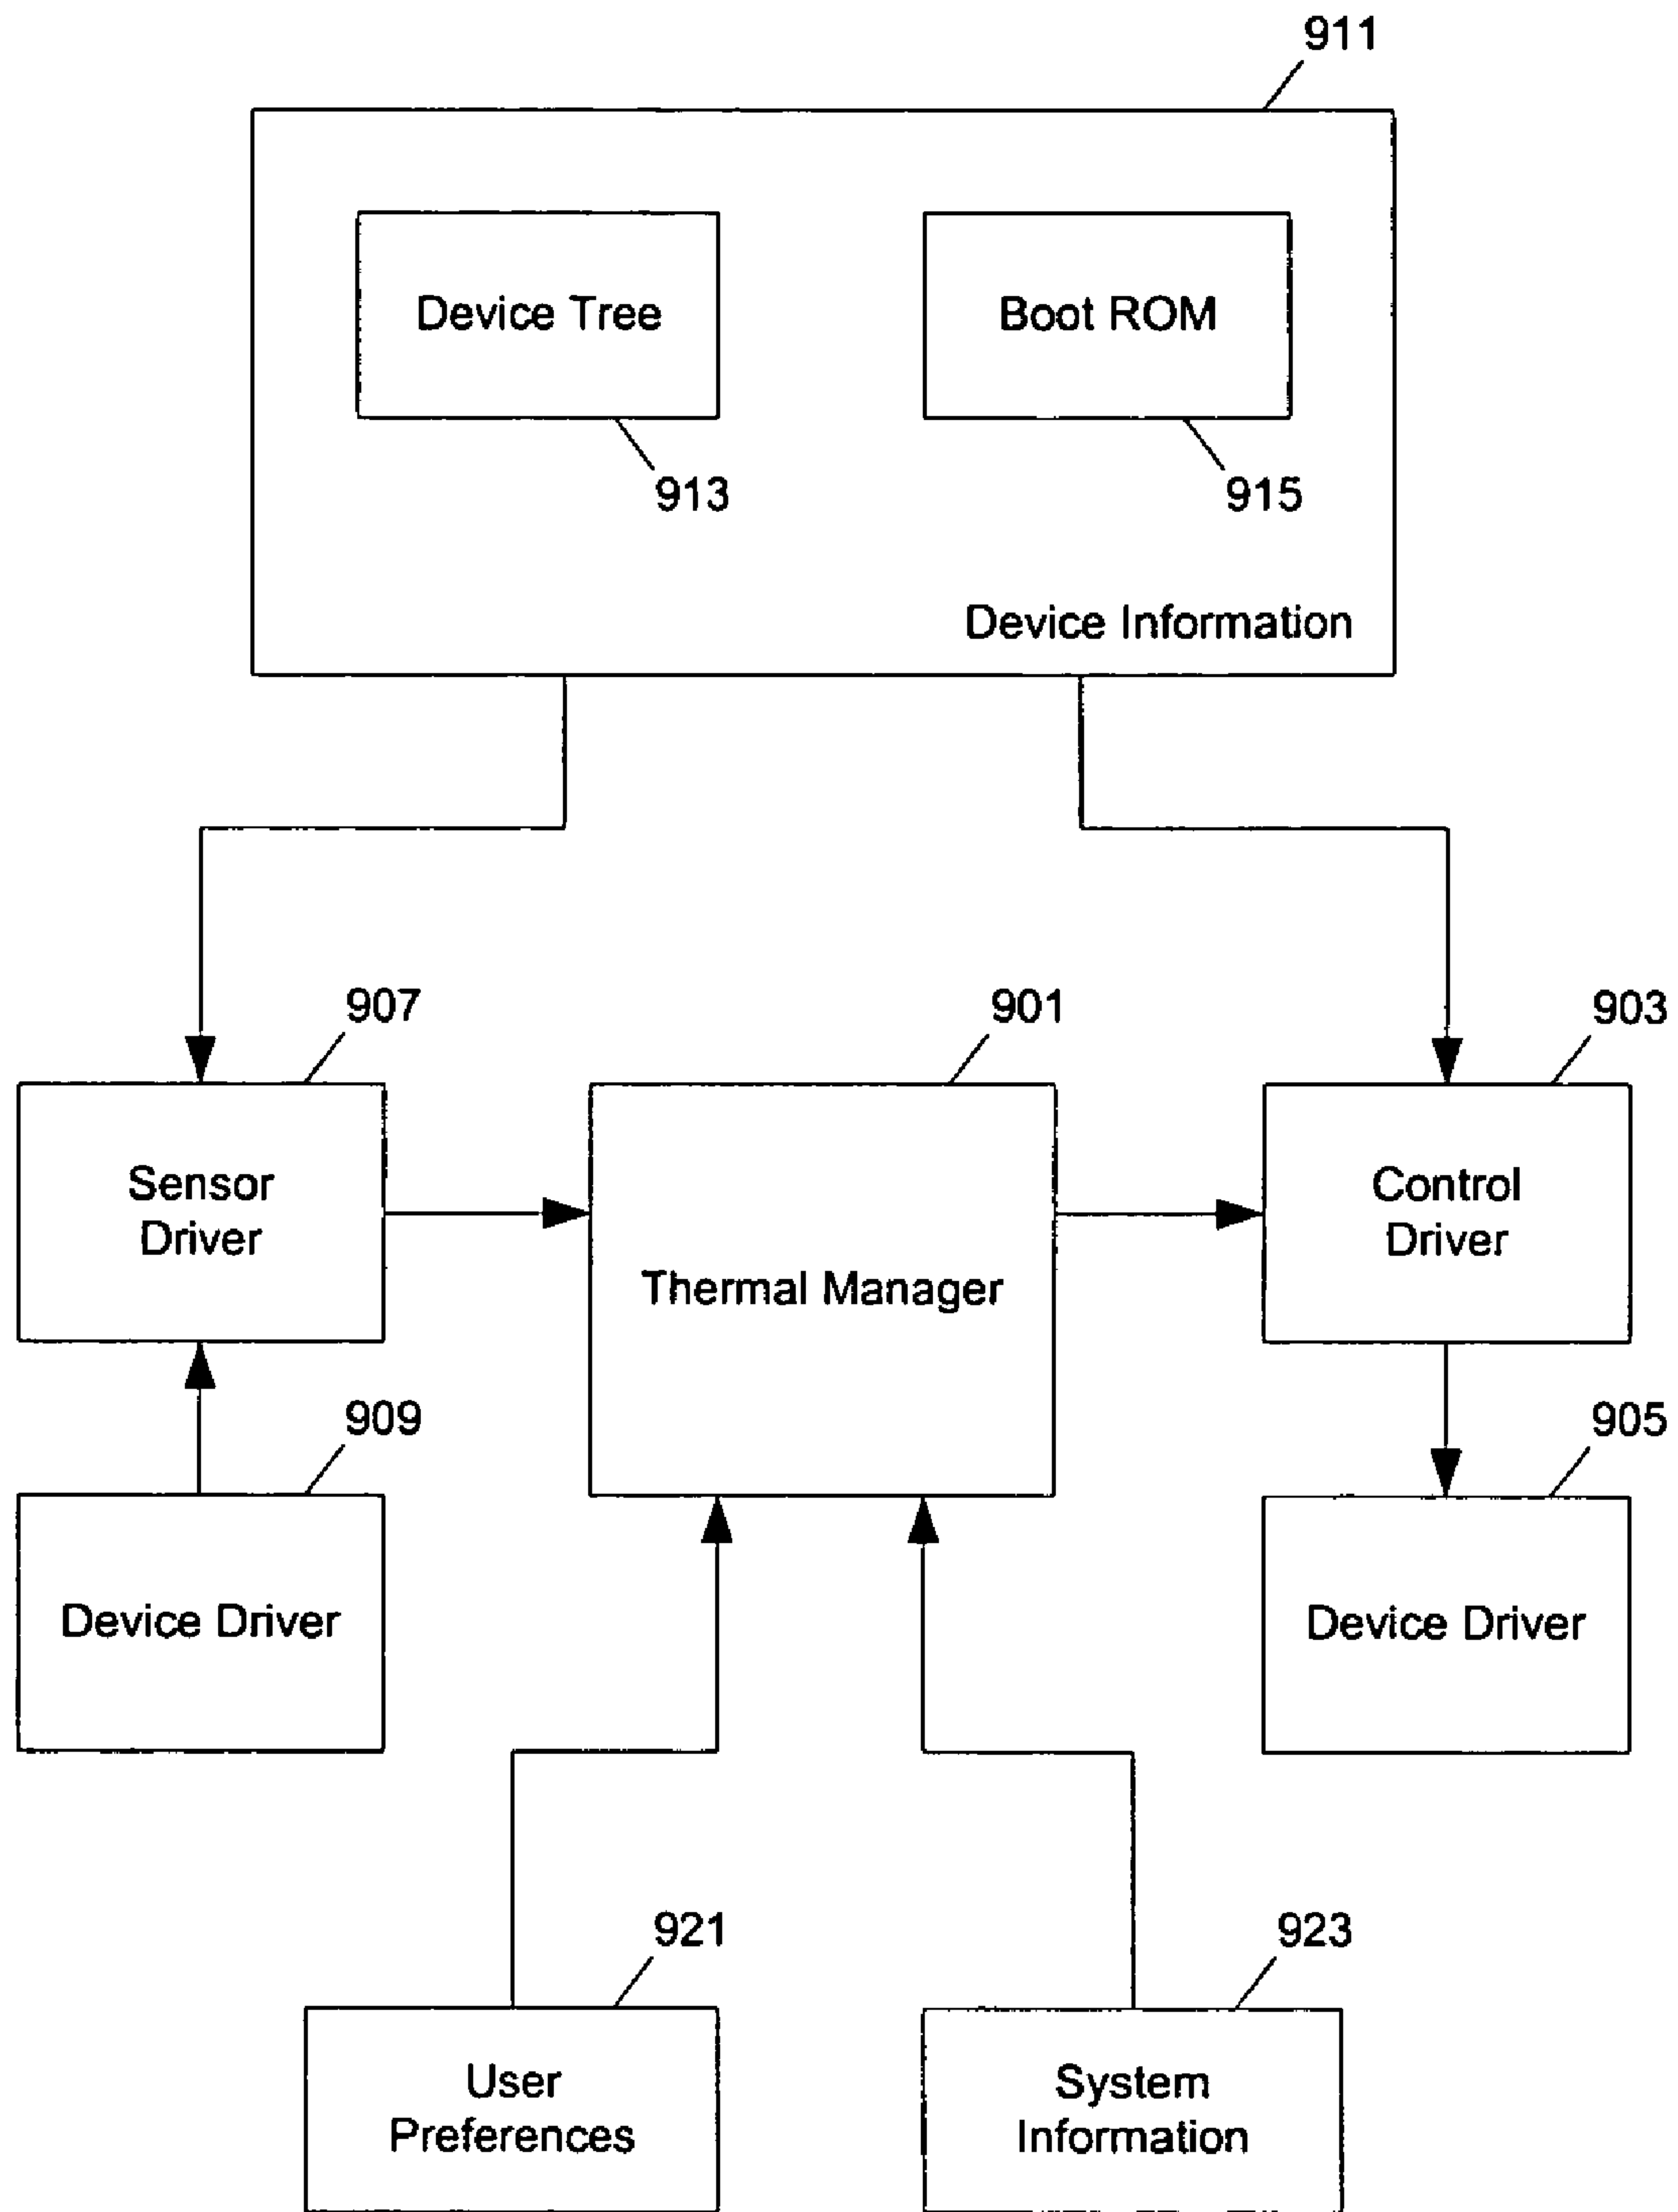 911
Device Tree
Boot ROM
913
915
Device Information
907
901
903
Sensor
Driver
Thermal Manager
Control
Driver
909
905
Device Driver
Device Driver
921
923
User
Preferences
System
Information